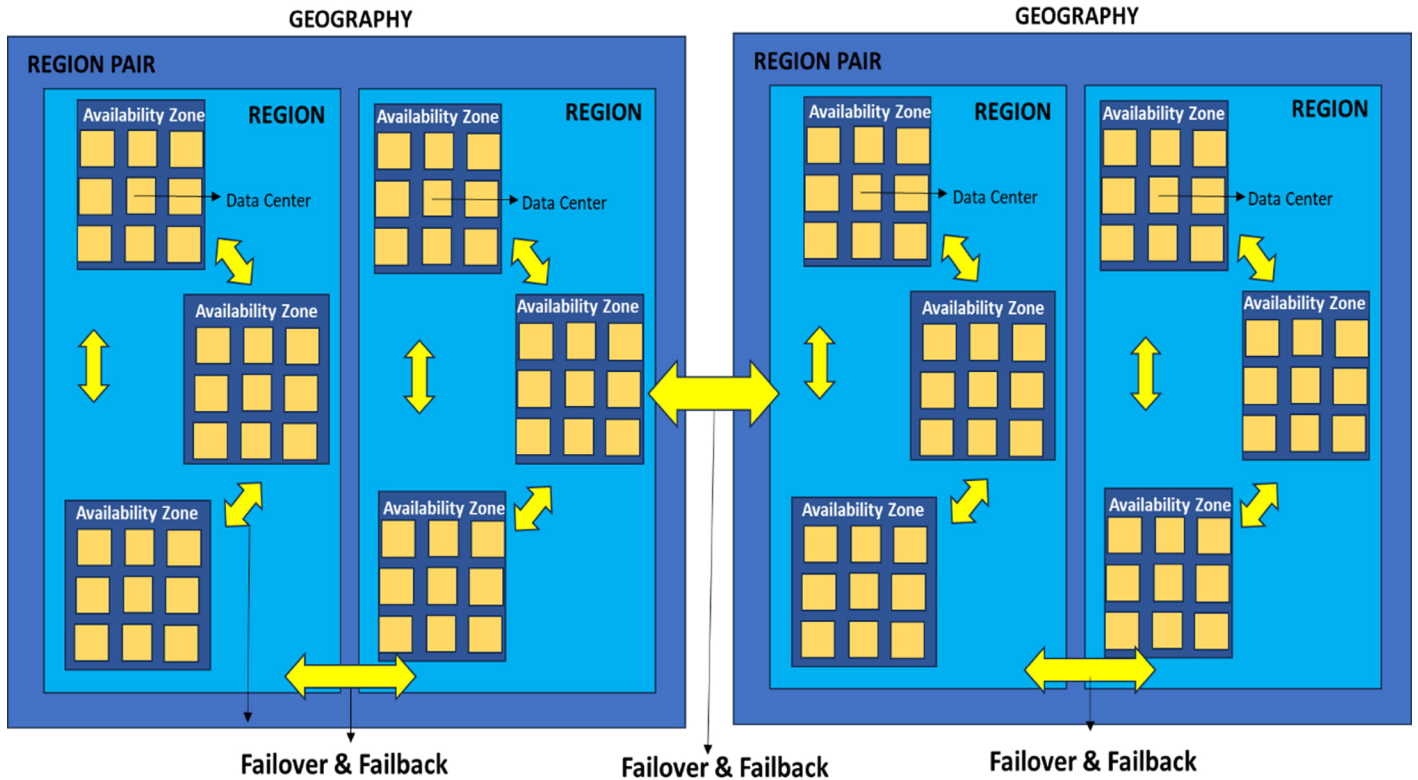 GEOGRAPHY
REGION PAIR
REGION
Availability Zone
Data Center
Availability Zone
Availability Zone
REGION
Availability Zone
Data Center
Availability Zone
Availability Zone
GEOGRAPHY
REGION PAIR
REGION
Availability Zone
Data Center
Availability Zone
Availability Zone
REGION
Availability Zone
Data Center
Availability Zone
Availability Zone
Failover & Failback
Failover & Failback
Failover & Failback